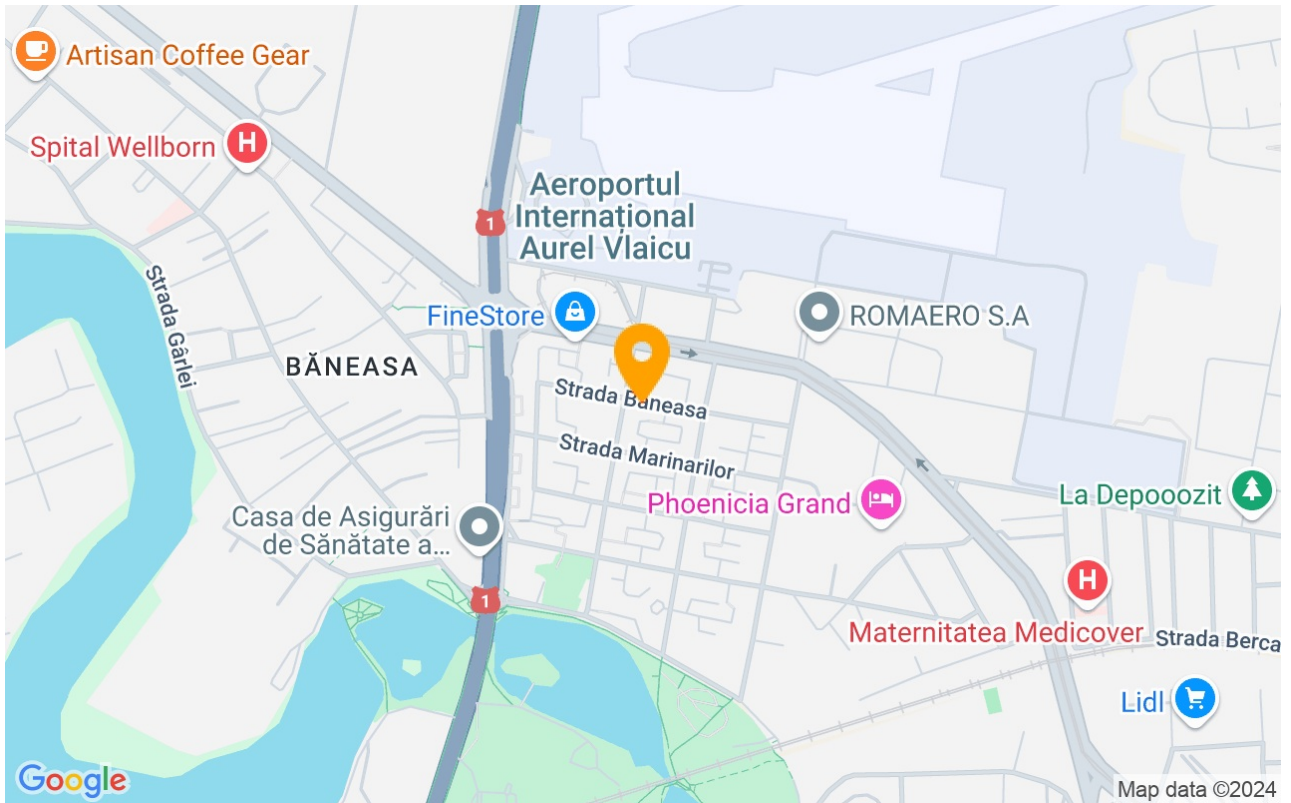 Artisan Coffee Gear
Spital Wellborn
H
Aeroportul
Internațional
Aurel Vlaicu
1
Strada Gârlei
FineStore
ROMAERO S.A
BĂNEASA
Strada Băneasa
Strada Marinarilor
Phoenicia Grand
La Depooozit
Casa de Asigurări
de Sănătate a...
H
1
Maternitatea Medicover
Strada Berca
Lidl
Google
Map data ©2024